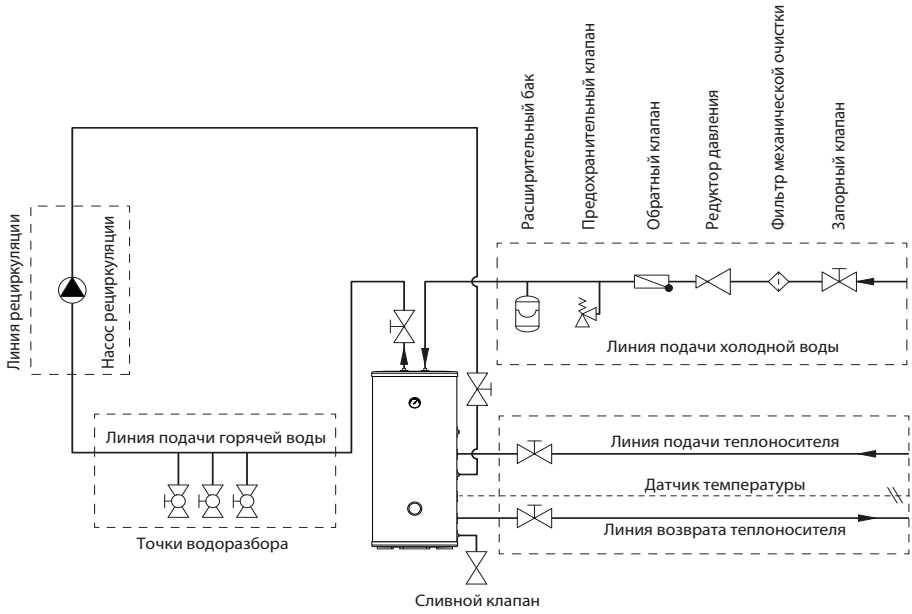 Линия рециркуляции
Насос рециркуляции
Расширительный бак
Предохранительный клапан
Обратный клапан
Редуктор давления
Фильтр механической очистки
Запорный клапан
Линия подачи холодной воды
Линия подачи горячей воды
Точки водоразбора
Линия подачи теплоносителя
Датчик температуры
Линия возврата теплоносителя
Сливной клапан